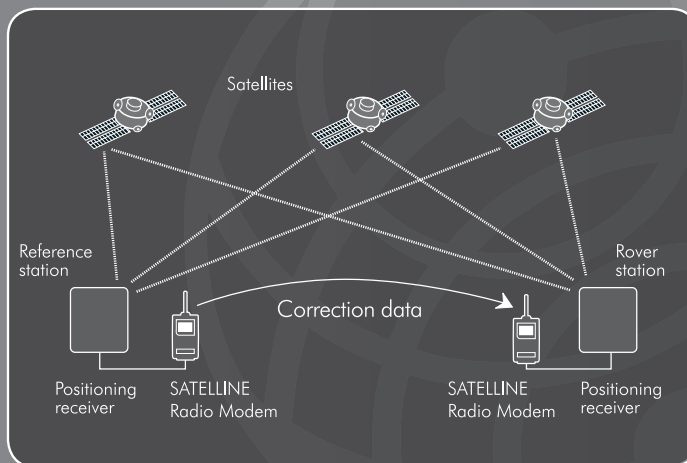 Satellites
Reference
station
Rover
station
Correction data
Positioning
receiver
SATELLINE
Radio Modem
SATELLINE
Radio Modem
Positioning
receiver